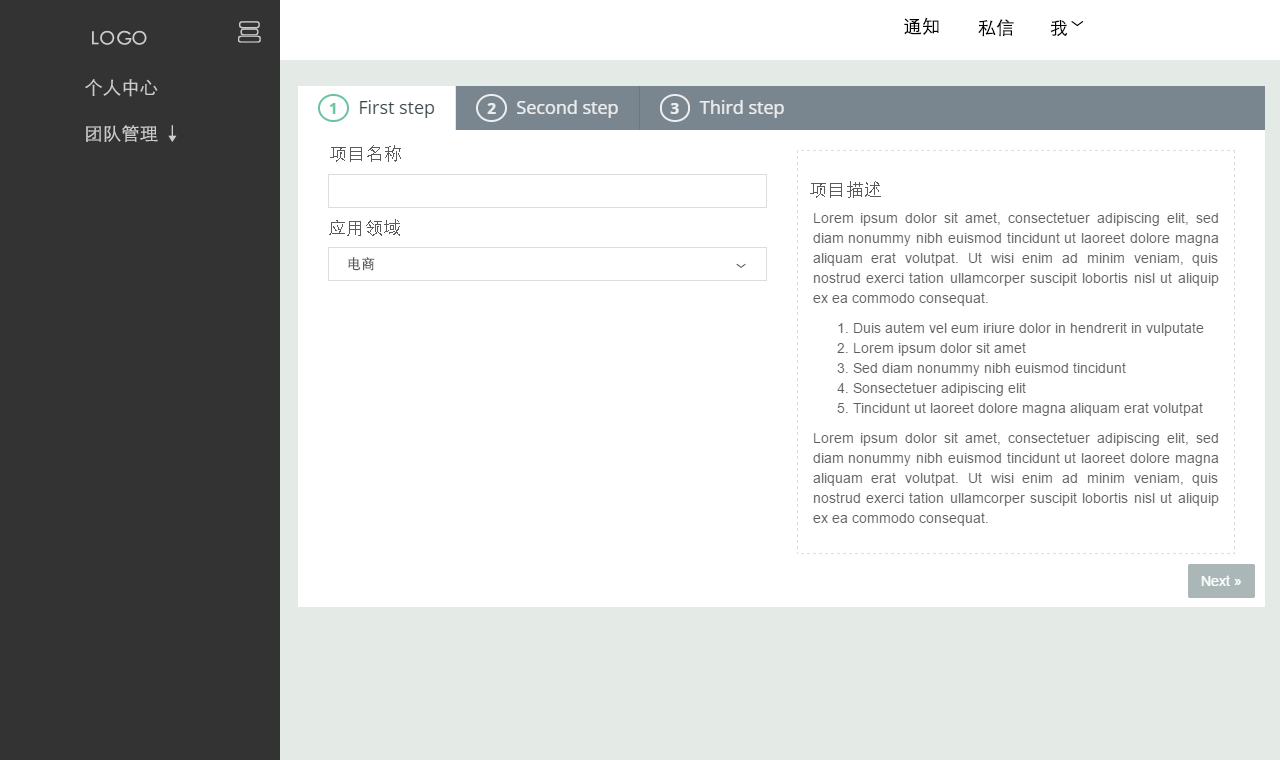 LOGO
个人中心
团队管理
通知 私信 我
1 First step 2 Second step 3 Third step
项目名称
应用领域
电商
项目描述
Lorem ipsum dolor sit amet, consectetuer adipiscing elit, sed
diam nonummy nibh euismod tincidunt ut laoreet dolore magna
aliquam erat volutpat. Ut wisi enim ad minim veniam, quis
nostrud exerci tation ullamcorper suscipit lobortis nisl ut aliquip
ex ea commodo consequat.
1. Duis autem vel eum iriure dolor in hendrerit in vulputate
2. Lorem ipsum dolor sit amet
3. Sed diam nonummy nibh euismod tincidunt
4. Sonsectetuer adipiscing elit
5. Tincidunt ut laoreet dolore magna aliquam erat volutpat
Lorem ipsum dolor sit amet, consectetuer adipiscing elit, sed
diam nonummy nibh euismod tincidunt ut laoreet dolore magna
aliquam erat volutpat. Ut wisi enim ad minim veniam, quis
nostrud exerci tation ullamcorper suscipit lobortis nisl ut aliquip
ex ea commodo consequat.
Next »